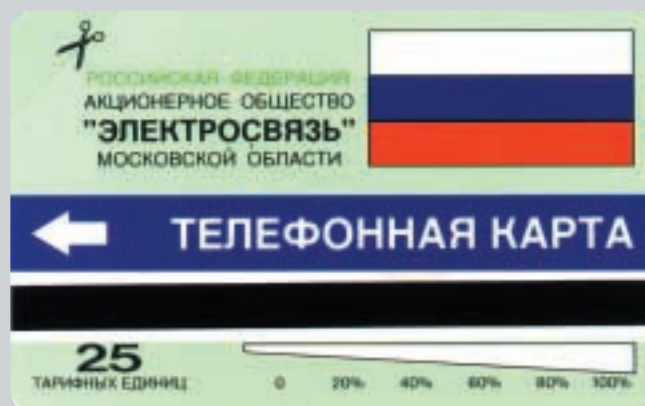 РОССИЙСКАЯ ФЕДЕРАЦИЯ
АКЦИОНЕРНОЕ ОБЩЕСТВО
"ЭЛЕКТРОСВЯЗЬ"
МОСКОВСКОЙ ОБЛАСТИ
ТЕЛЕФОННАЯ КАРТА
25
ТАРИФНЫХ ЕДИНИЦ
0 20% 40% 60% 80% 100%